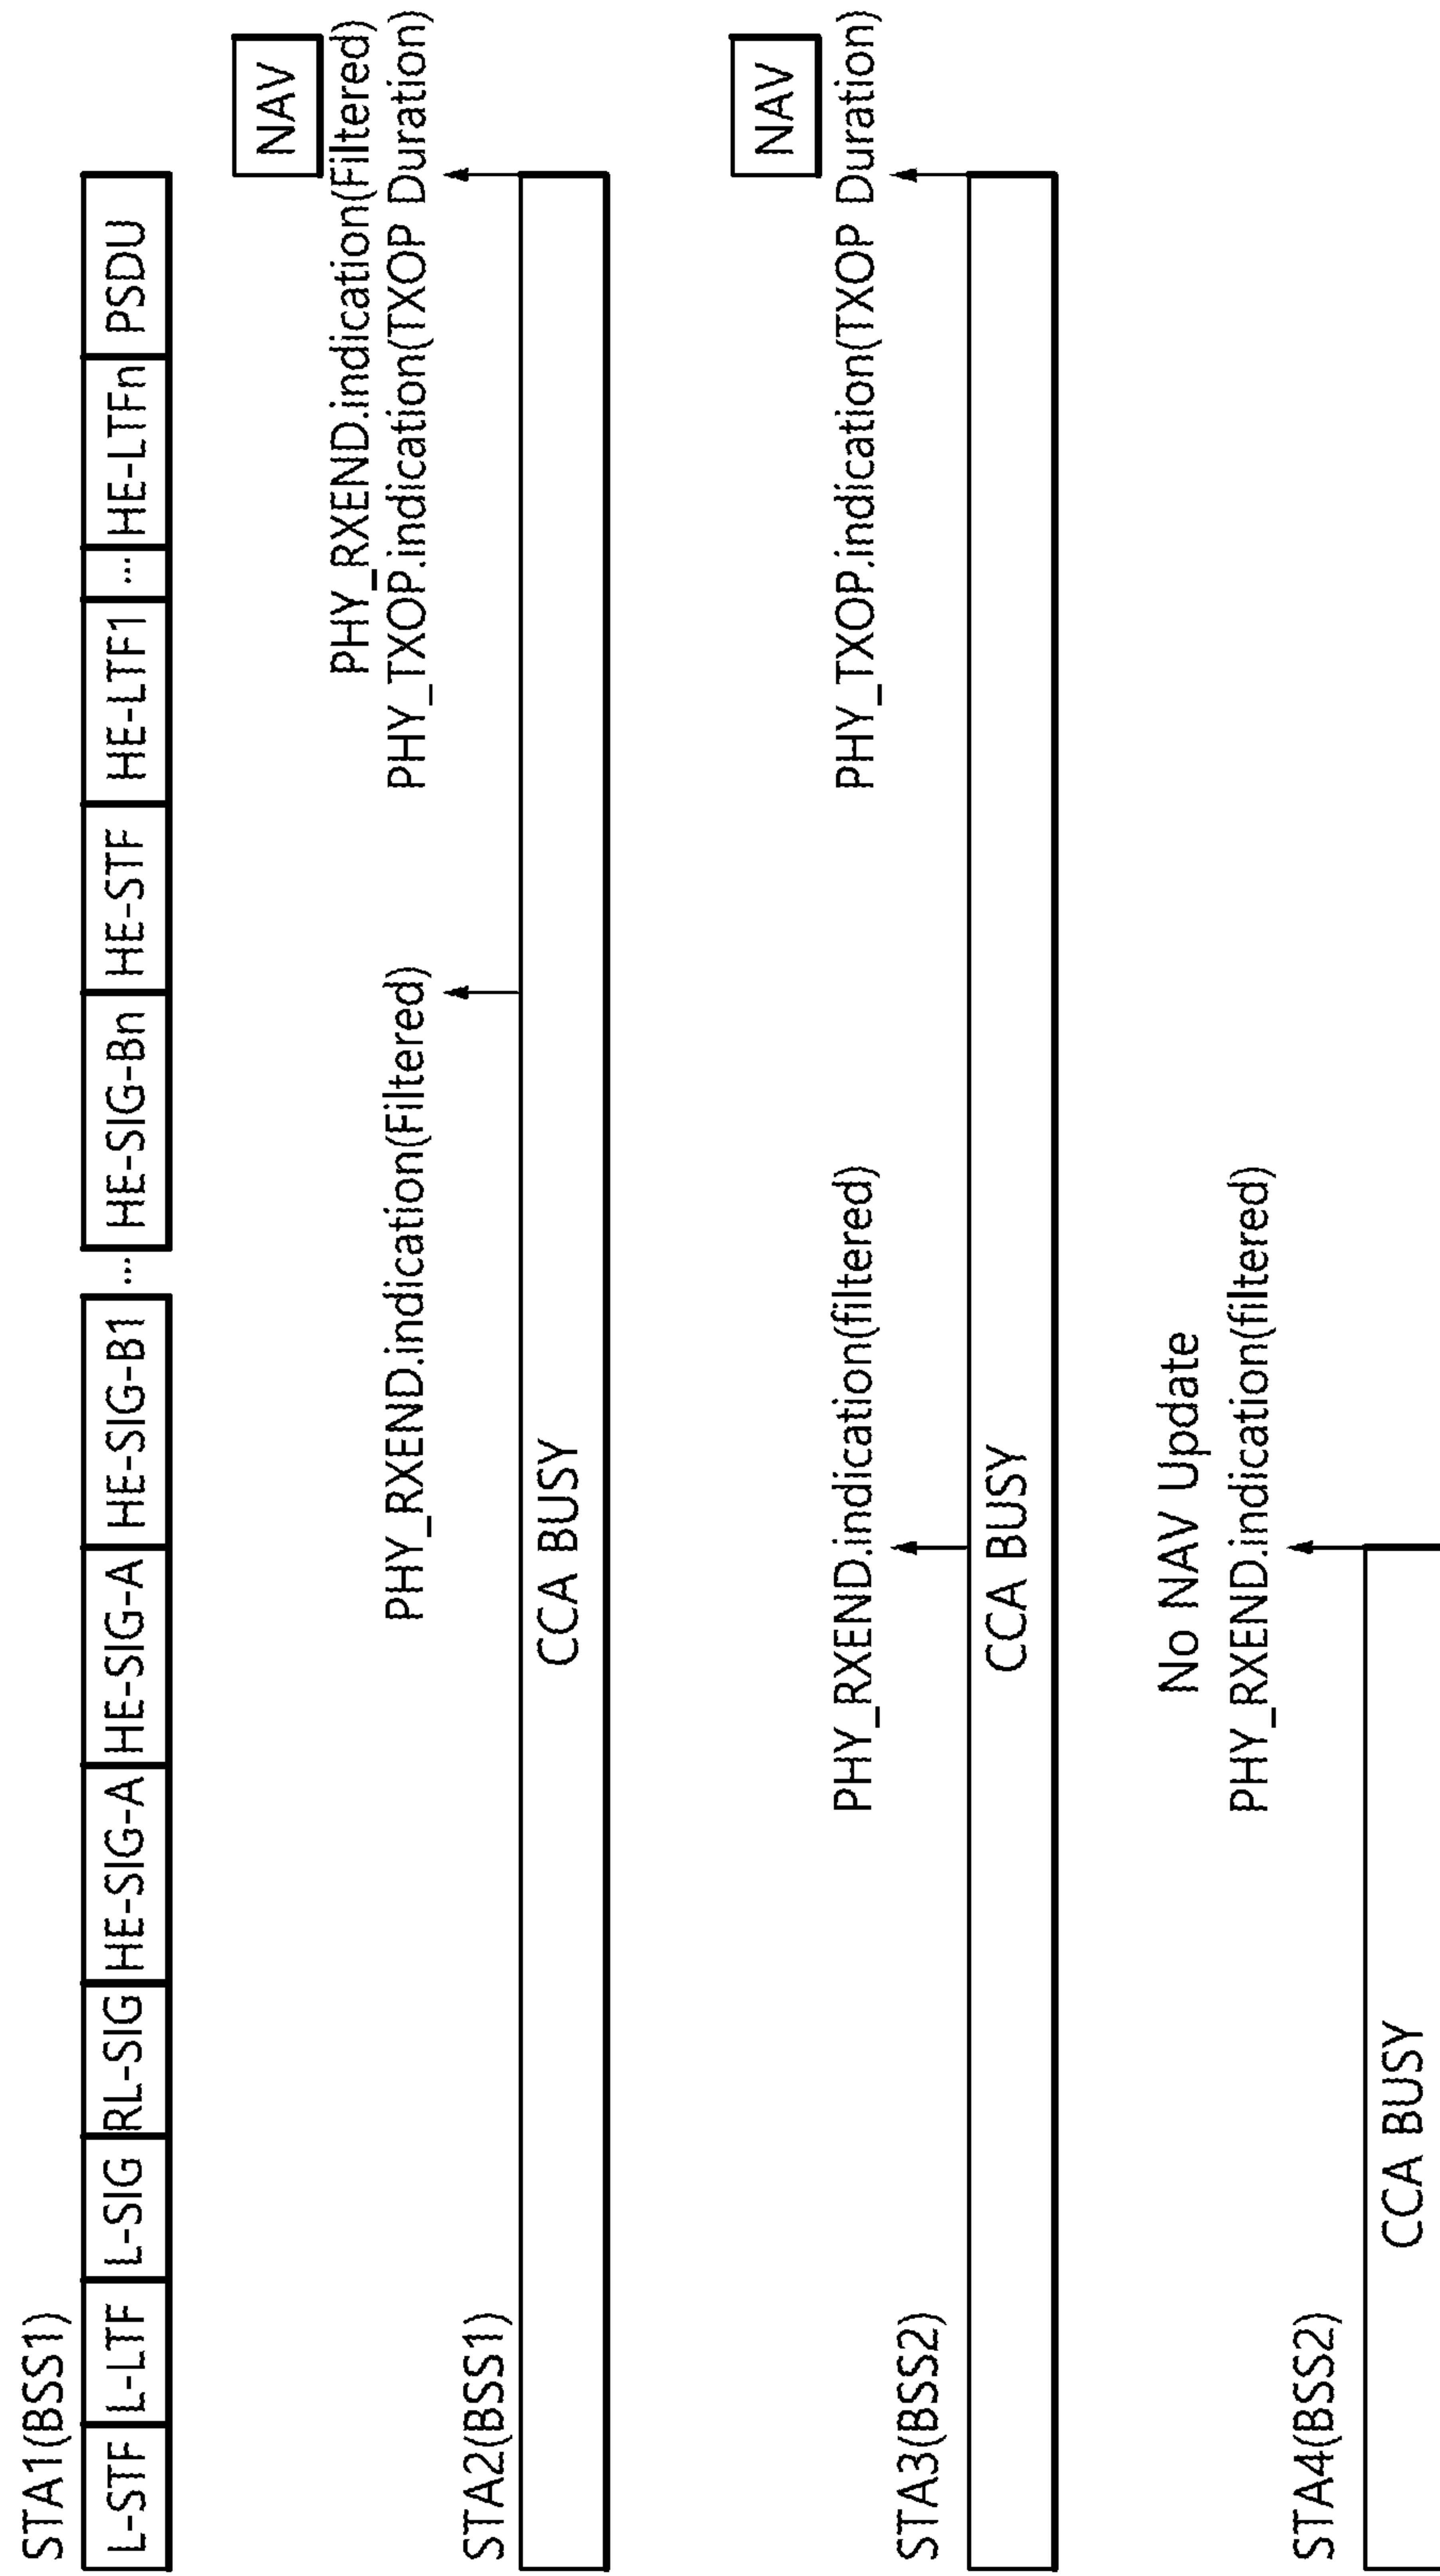 STA1(BSS1)
L-STF L-LTF L-SIG RL-SIG HE-SIG-A HE-SIG-A HE-SIG-B1 ... HE-SIG-Bn HE-STF HE-LTF1 ... HE-LTFn PSDU
NAV
PHY_RXEND.indication(Filtered)
PHY_RXEND.indication(Filtered) PHY_TXOP.indication(TXOP Duration)
STA2(BSS1)
CCA BUSY
NAV
PHY_RXEND.indication(filtered) PHY_TXOP.indication(TXOP Duration)
STA3(BSS2)
CCA BUSY
No NAV Update
PHY_RXEND.indication(filtered)
STA4(BSS2)
CCA BUSY